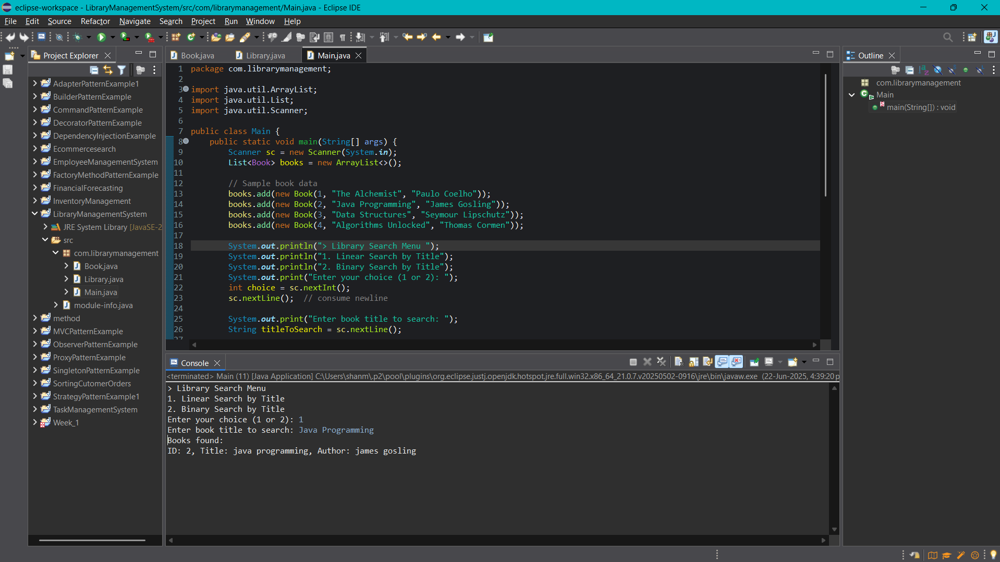 eclipse-workspace - LibraryManagementSystem/src/com/librarymanagement/Main.java - Eclipse IDE
File Edit Source Refactor Navigate Search Project Run Window Help
Project Explorer
AdapterPatternExample1
BuilderPatternExample
CommandPatternExample
DecoratorPatternExample
DependencyInjectionExample
Ecommercesearch
EmployeeManagementSystem
FactoryMethodPatternExample
FinancialForecasting
InventoryManagement
LibraryManagementSystem
JRE System Library [JavaSE-2
src
com.librarymanagement
Book.java
Library.java
Main.java
module-info.java
method
MVCPatternExample
ObserverPatternExample
ProxyPatternExample
SingletonPatternExample
SortingCutomerOrders
StrategyPatternExample1
TaskManagementSystem
Week_1
Book.java Library.java Main.java
1 package com.librarymanagement;
2
3 import java.util.ArrayList;
4 import java.util.List;
5 import java.util.Scanner;
6
7 public class Main {
8     public static void main(String[] args) {
9         Scanner sc = new Scanner(System.in);
10         List<Book> books = new ArrayList<>();
11
12         // Sample book data
13         books.add(new Book(1, "The Alchemist", "Paulo Coelho"));
14         books.add(new Book(2, "Java Programming", "James Gosling"));
15         books.add(new Book(3, "Data Structures", "Seymour Lipschutz"));
16         books.add(new Book(4, "Algorithms Unlocked", "Thomas Cormen"));
17
18         System.out.println("> Library Search Menu ");
19         System.out.println("1. Linear Search by Title");
20         System.out.println("2. Binary Search by Title");
21         System.out.print("Enter your choice (1 or 2): ");
22         int choice = sc.nextInt();
23         sc.nextLine();  // consume newline
24
25         System.out.print("Enter book title to search: ");
26         String titleToSearch = sc.nextLine();
27
Console
<terminated> Main (11) [Java Application] C:\Users\shanm\.p2\pool\plugins\org.eclipse.justj.openjdk.hotspot.jre.full.win32.x86_64_21.0.7.v20250502-0916\jre\bin\javaw.exe (22-Jun-2025, 4:39:20 p
> Library Search Menu
1. Linear Search by Title
2. Binary Search by Title
Enter your choice (1 or 2): 1
Enter book title to search: Java Programming
Books found:
ID: 2, Title: java programming, Author: james gosling
Outline
com.librarymanagement
Main
main(String[]) : void